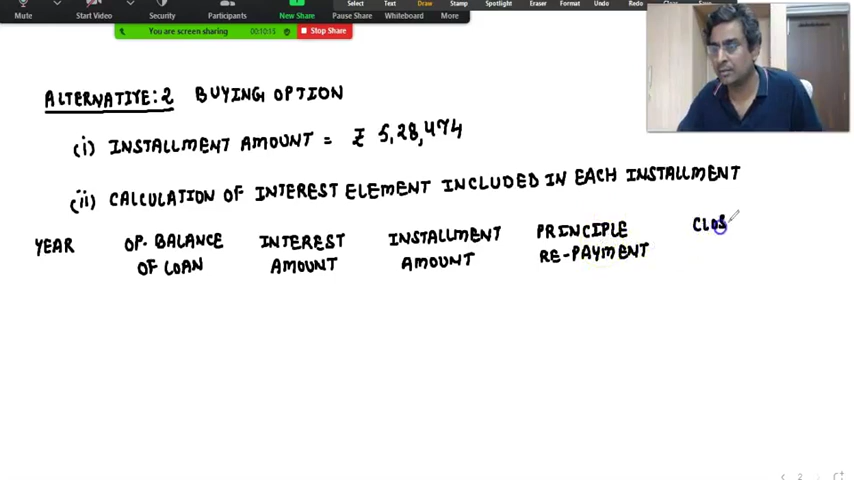 Mute Start Video Security Participants New Share Pause Share Select Text Draw Stamp Spotlight Eraser Format Undo Redo
Whiteboard More
You are screen sharing Stop Share
ALTERNATIVE:2 BUYING OPTION
(i) INSTALLMENT AMOUNT = ₹ 5,28,474
(ii) CALCULATION OF INTEREST ELEMENT INCLUDED IN EACH INSTALLMENT
YEAR OP. BALANCE INTEREST INSTALLMENT PRINCIPLE CLOS
OF LOAN AMOUNT AMOUNT RE-PAYMENT
2